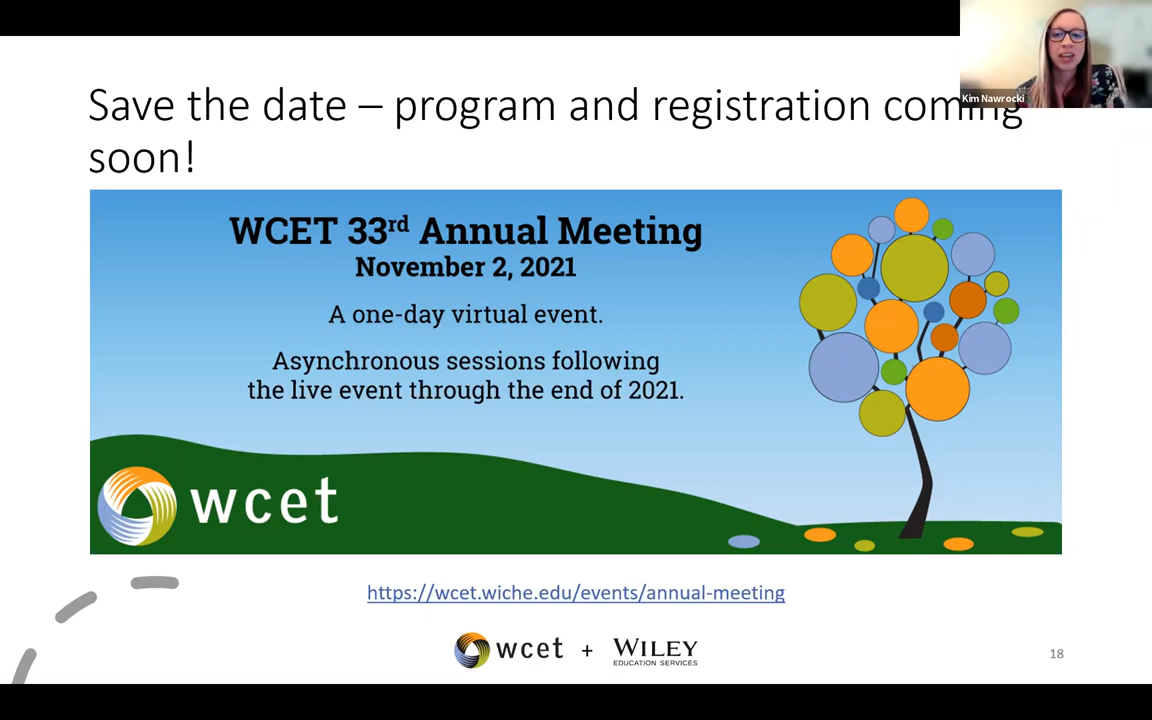 Kim Nawrocki
Save the date – program and registration coming
soon!
WCET 33rd Annual Meeting
November 2, 2021
A one-day virtual event.
Asynchronous sessions following
the live event through the end of 2021.
wcet
https://wcet.wiche.edu/events/annual-meeting
wcet + WILEY
EDUCATION SERVICES
18